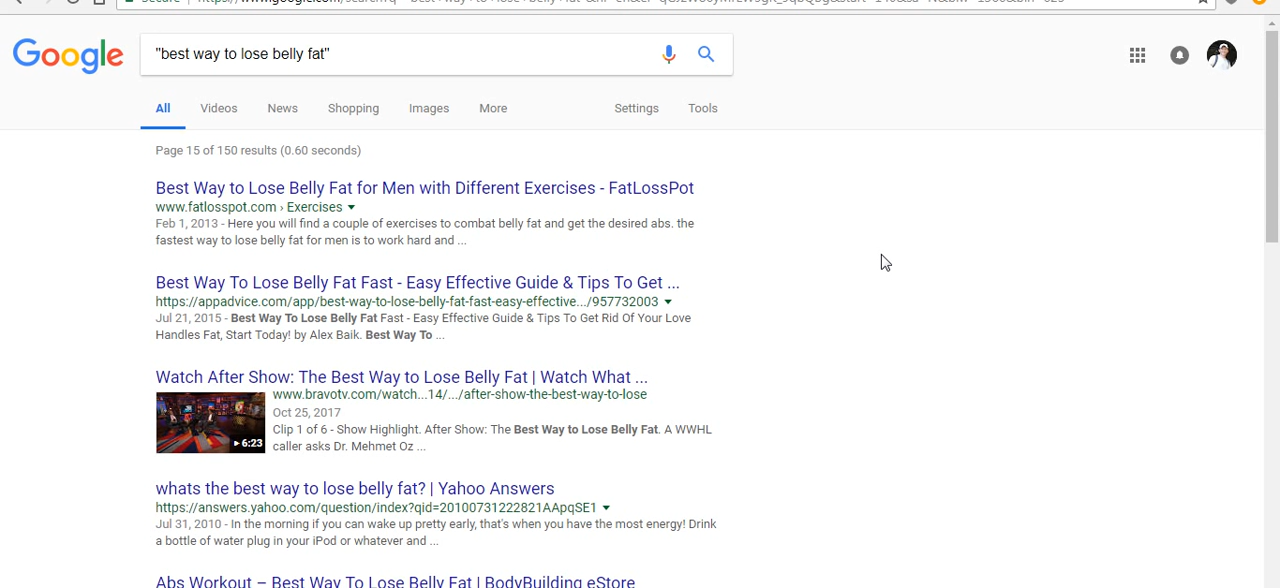 Google
"best way to lose belly fat"
All Videos News Shopping Images More Settings Tools
Page 15 of 150 results (0.60 seconds)
Best Way to Lose Belly Fat for Men with Different Exercises - FatLossPot
www.fatlosspot.com › Exercises
Feb 1, 2013 - Here you will find a couple of exercises to combat belly fat and get the desired abs. the
fastest way to lose belly fat for men is to work hard and ...
Best Way To Lose Belly Fat Fast - Easy Effective Guide & Tips To Get ...
https://appadvice.com/app/best-way-to-lose-belly-fat-fast-easy-effective.../957732003
Jul 21, 2015 - Best Way To Lose Belly Fat Fast - Easy Effective Guide & Tips To Get Rid Of Your Love
Handles Fat, Start Today! by Alex Baik. Best Way To ...
Watch After Show: The Best Way to Lose Belly Fat | Watch What ...
www.bravotv.com/watch...14/.../after-show-the-best-way-to-lose
Oct 25, 2017
Clip 1 of 6 - Show Highlight. After Show: The Best Way to Lose Belly Fat. A WWHL
6:23
caller asks Dr. Mehmet Oz ...
whats the best way to lose belly fat? | Yahoo Answers
https://answers.yahoo.com/question/index?qid=20100731222821AApqSE1
Jul 31, 2010 - In the morning if you can wake up pretty early, that's when you have the most energy! Drink
a bottle of water plug in your iPod or whatever and ...
Abs Workout – Best Way To Lose Belly Fat | BodyBuilding eStore